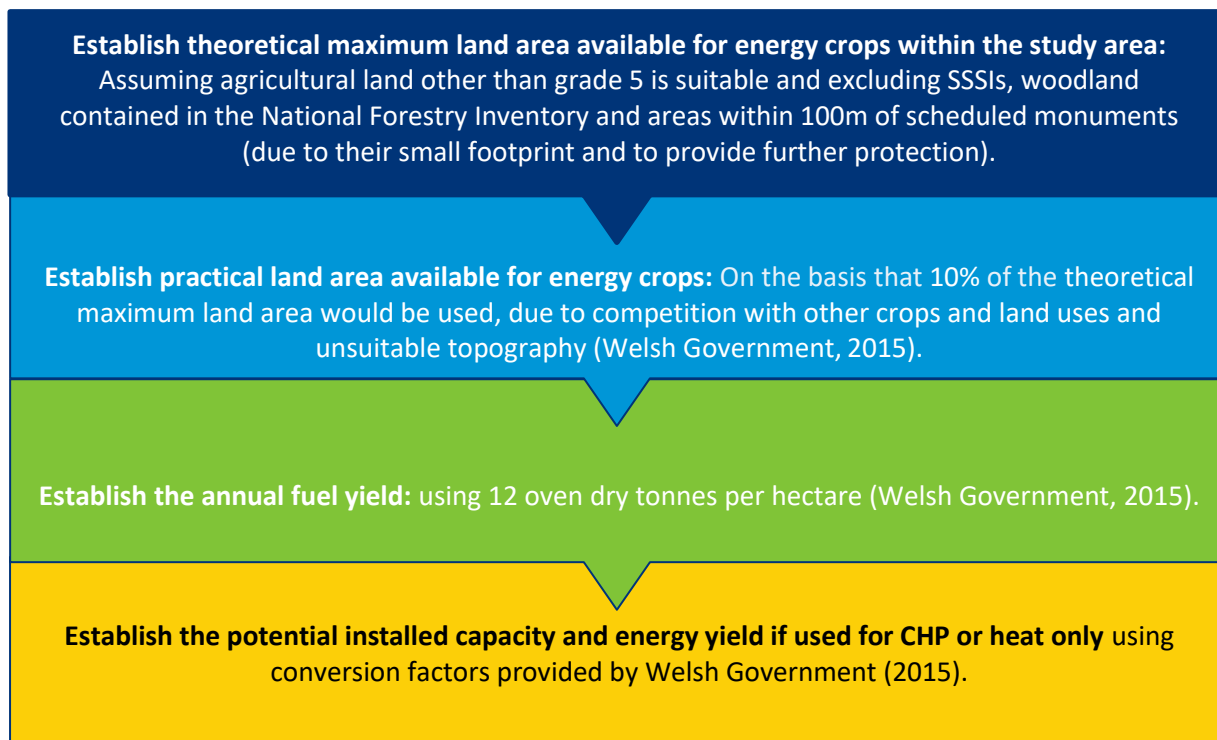 Establish theoretical maximum land area available for energy crops within the study area:
Assuming agricultural land other than grade 5 is suitable and excluding SSSIs, woodland
contained in the National Forestry Inventory and areas within 100m of scheduled monuments
(due to their small footprint and to provide further protection).
Establish practical land area available for energy crops: On the basis that 10% of the theoretical
maximum land area would be used, due to competition with other crops and land uses and
unsuitable topography (Welsh Government, 2015).
Establish the annual fuel yield: using 12 oven dry tonnes per hectare (Welsh Government, 2015).
Establish the potential installed capacity and energy yield if used for CHP or heat only using
conversion factors provided by Welsh Government (2015).